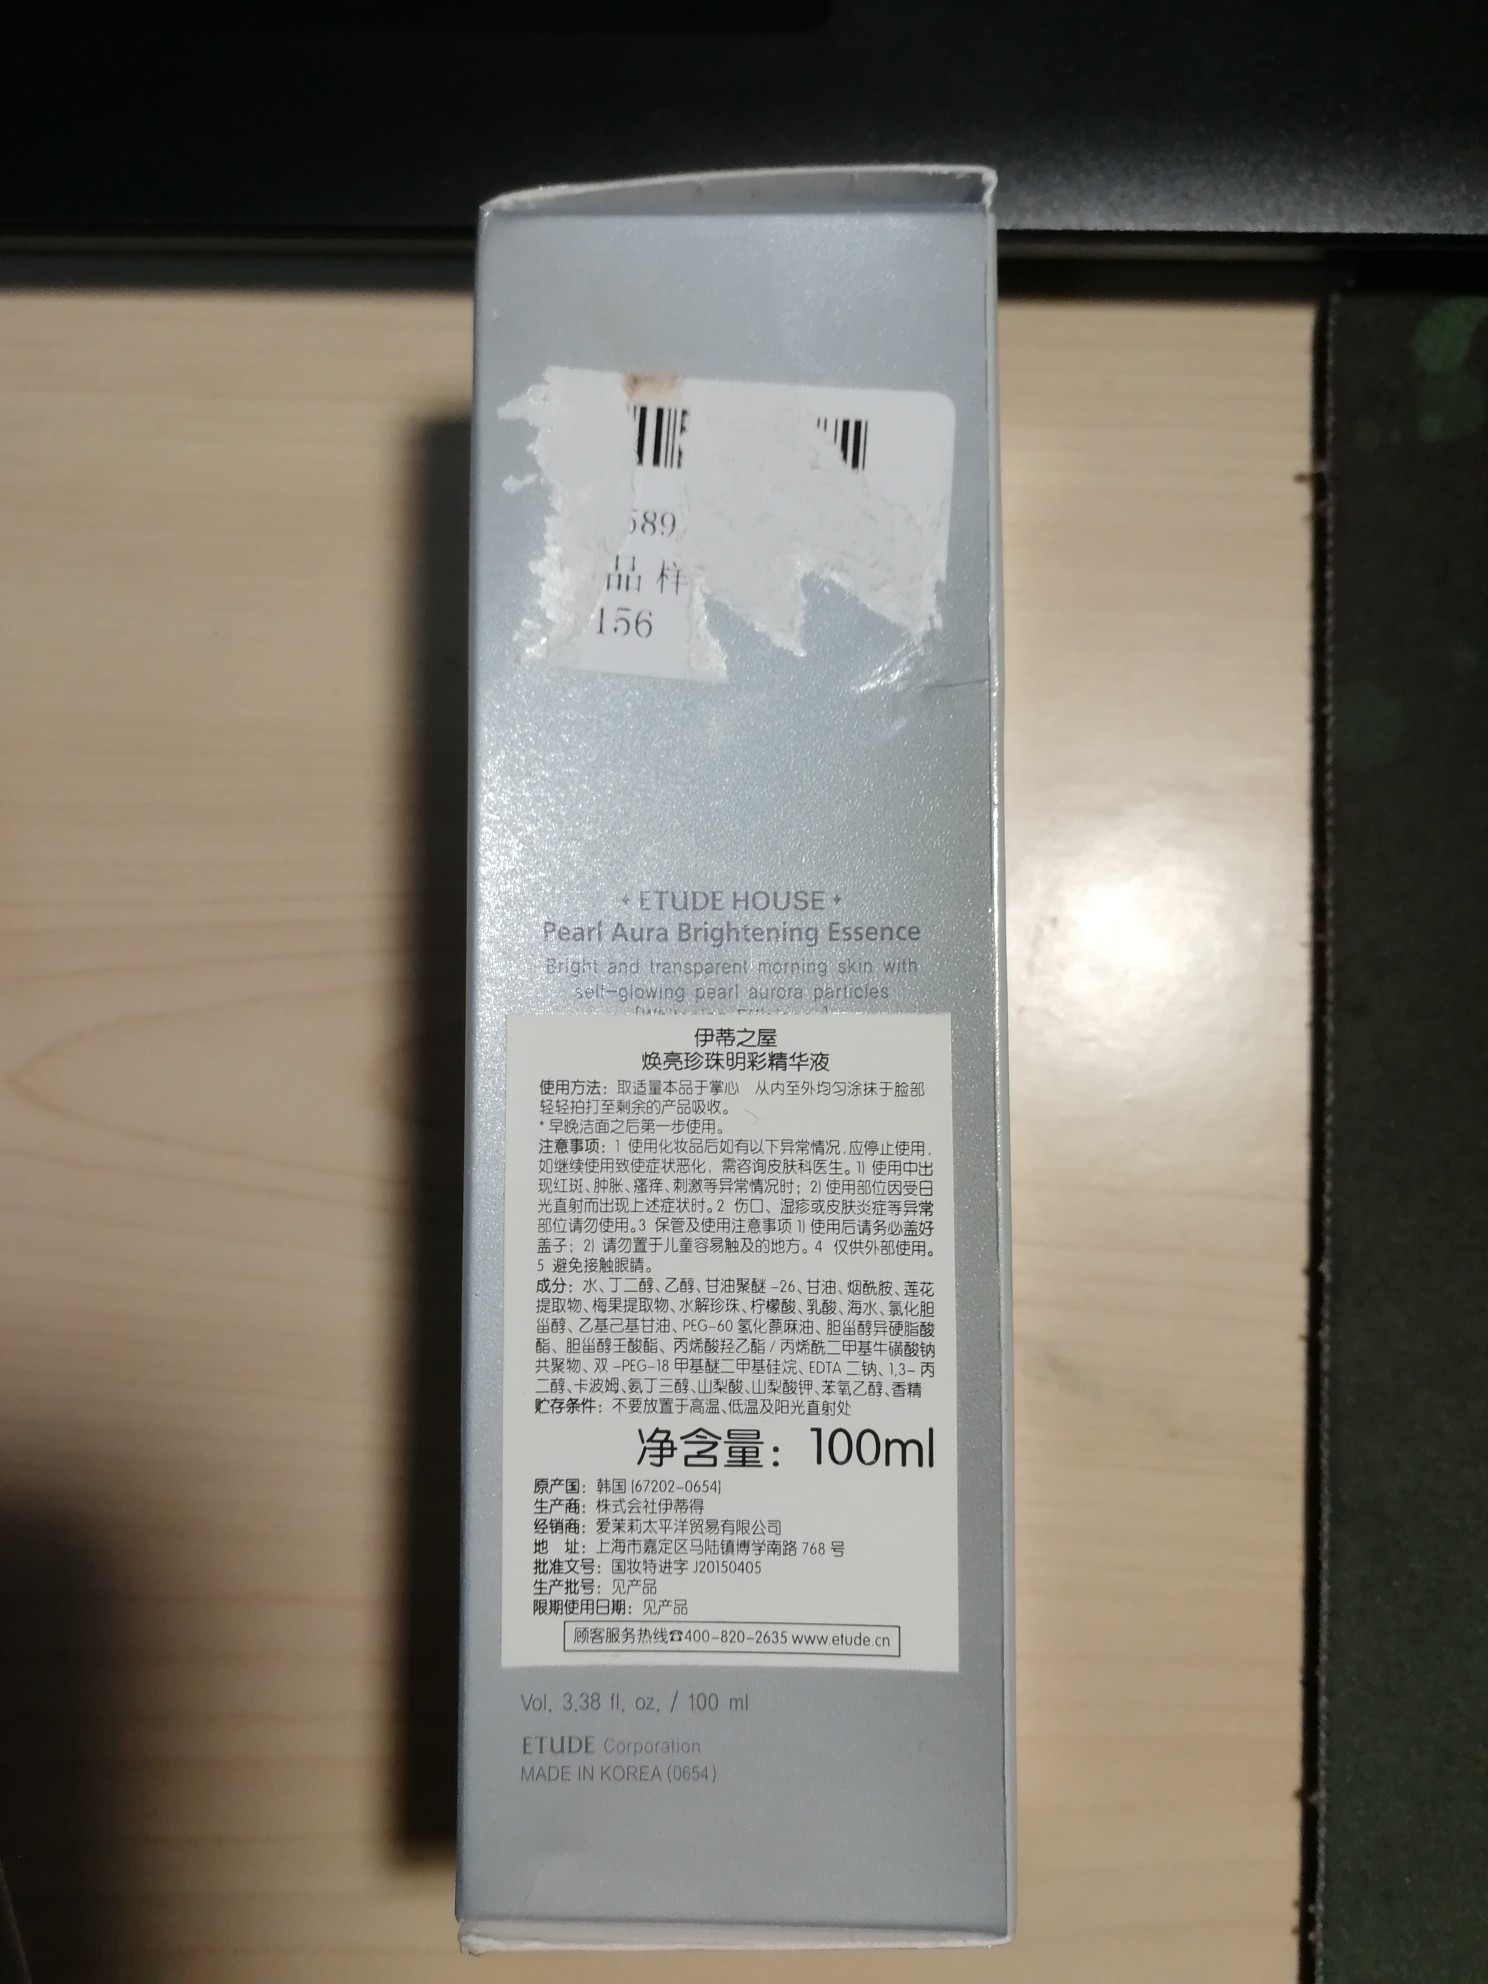 589
品 样
156
ETUDE HOUSE
Pearl Aura Brightening Essence
Bright and transparent morning skin with
self-glowing pearl aurora particles
伊蒂之屋
焕亮珍珠明彩精华液
使用方法：取适量本品于掌心 从内至外均匀涂抹于脸部
轻轻拍打至剩余的产品吸收。
*早晚洁面之后第一步使用。
注意事项：1 使用化妆品后如有以下异常情况,应停止使用,
如继续使用致使症状恶化，需咨询皮肤科医生。1) 使用中出
现红斑、肿胀、瘙痒、刺激等异常情况时；2) 使用部位因受日
光直射而出现上述症状时。2 伤口、湿疹或皮肤炎症等异常
部位请勿使用。3 保管及使用注意事项 1) 使用后请务必盖好
盖子；2) 请勿置于儿童容易触及的地方。4 仅供外部使用。
5 避免接触眼睛。
成分：水、丁二醇、乙醇、甘油聚醚-26、甘油、烟酰胺、莲花
提取物、梅果提取物、水解珍珠、柠檬酸、乳酸、海水、氯化胆
甾醇、乙基己基甘油、PEG-60 氢化蓖麻油、胆甾醇异硬脂酸
酯、胆甾醇壬酸酯、丙烯酸羟乙酯/丙烯酰二甲基牛磺酸钠
共聚物、双-PEG-18 甲基醚二甲基硅烷、EDTA 二钠、1,3-丙
二醇、卡波姆、氨丁三醇、山梨酸、山梨酸钾、苯氧乙醇、香精
贮存条件：不要放置于高温、低温及阳光直射处
净含量：100ml
原产国：韩国 (67202-0654)
生产商：株式会社伊蒂得
经销商：爱茉莉太平洋贸易有限公司
地 址：上海市嘉定区马陆镇博学南路 768 号
批准文号：国妆特进字 J20150405
生产批号：见产品
限期使用日期：见产品
顾客服务热线☎400-820-2635 www.etude.cn
Vol. 3.38 fl. oz. / 100 ml
ETUDE Corporation
MADE IN KOREA (0654)